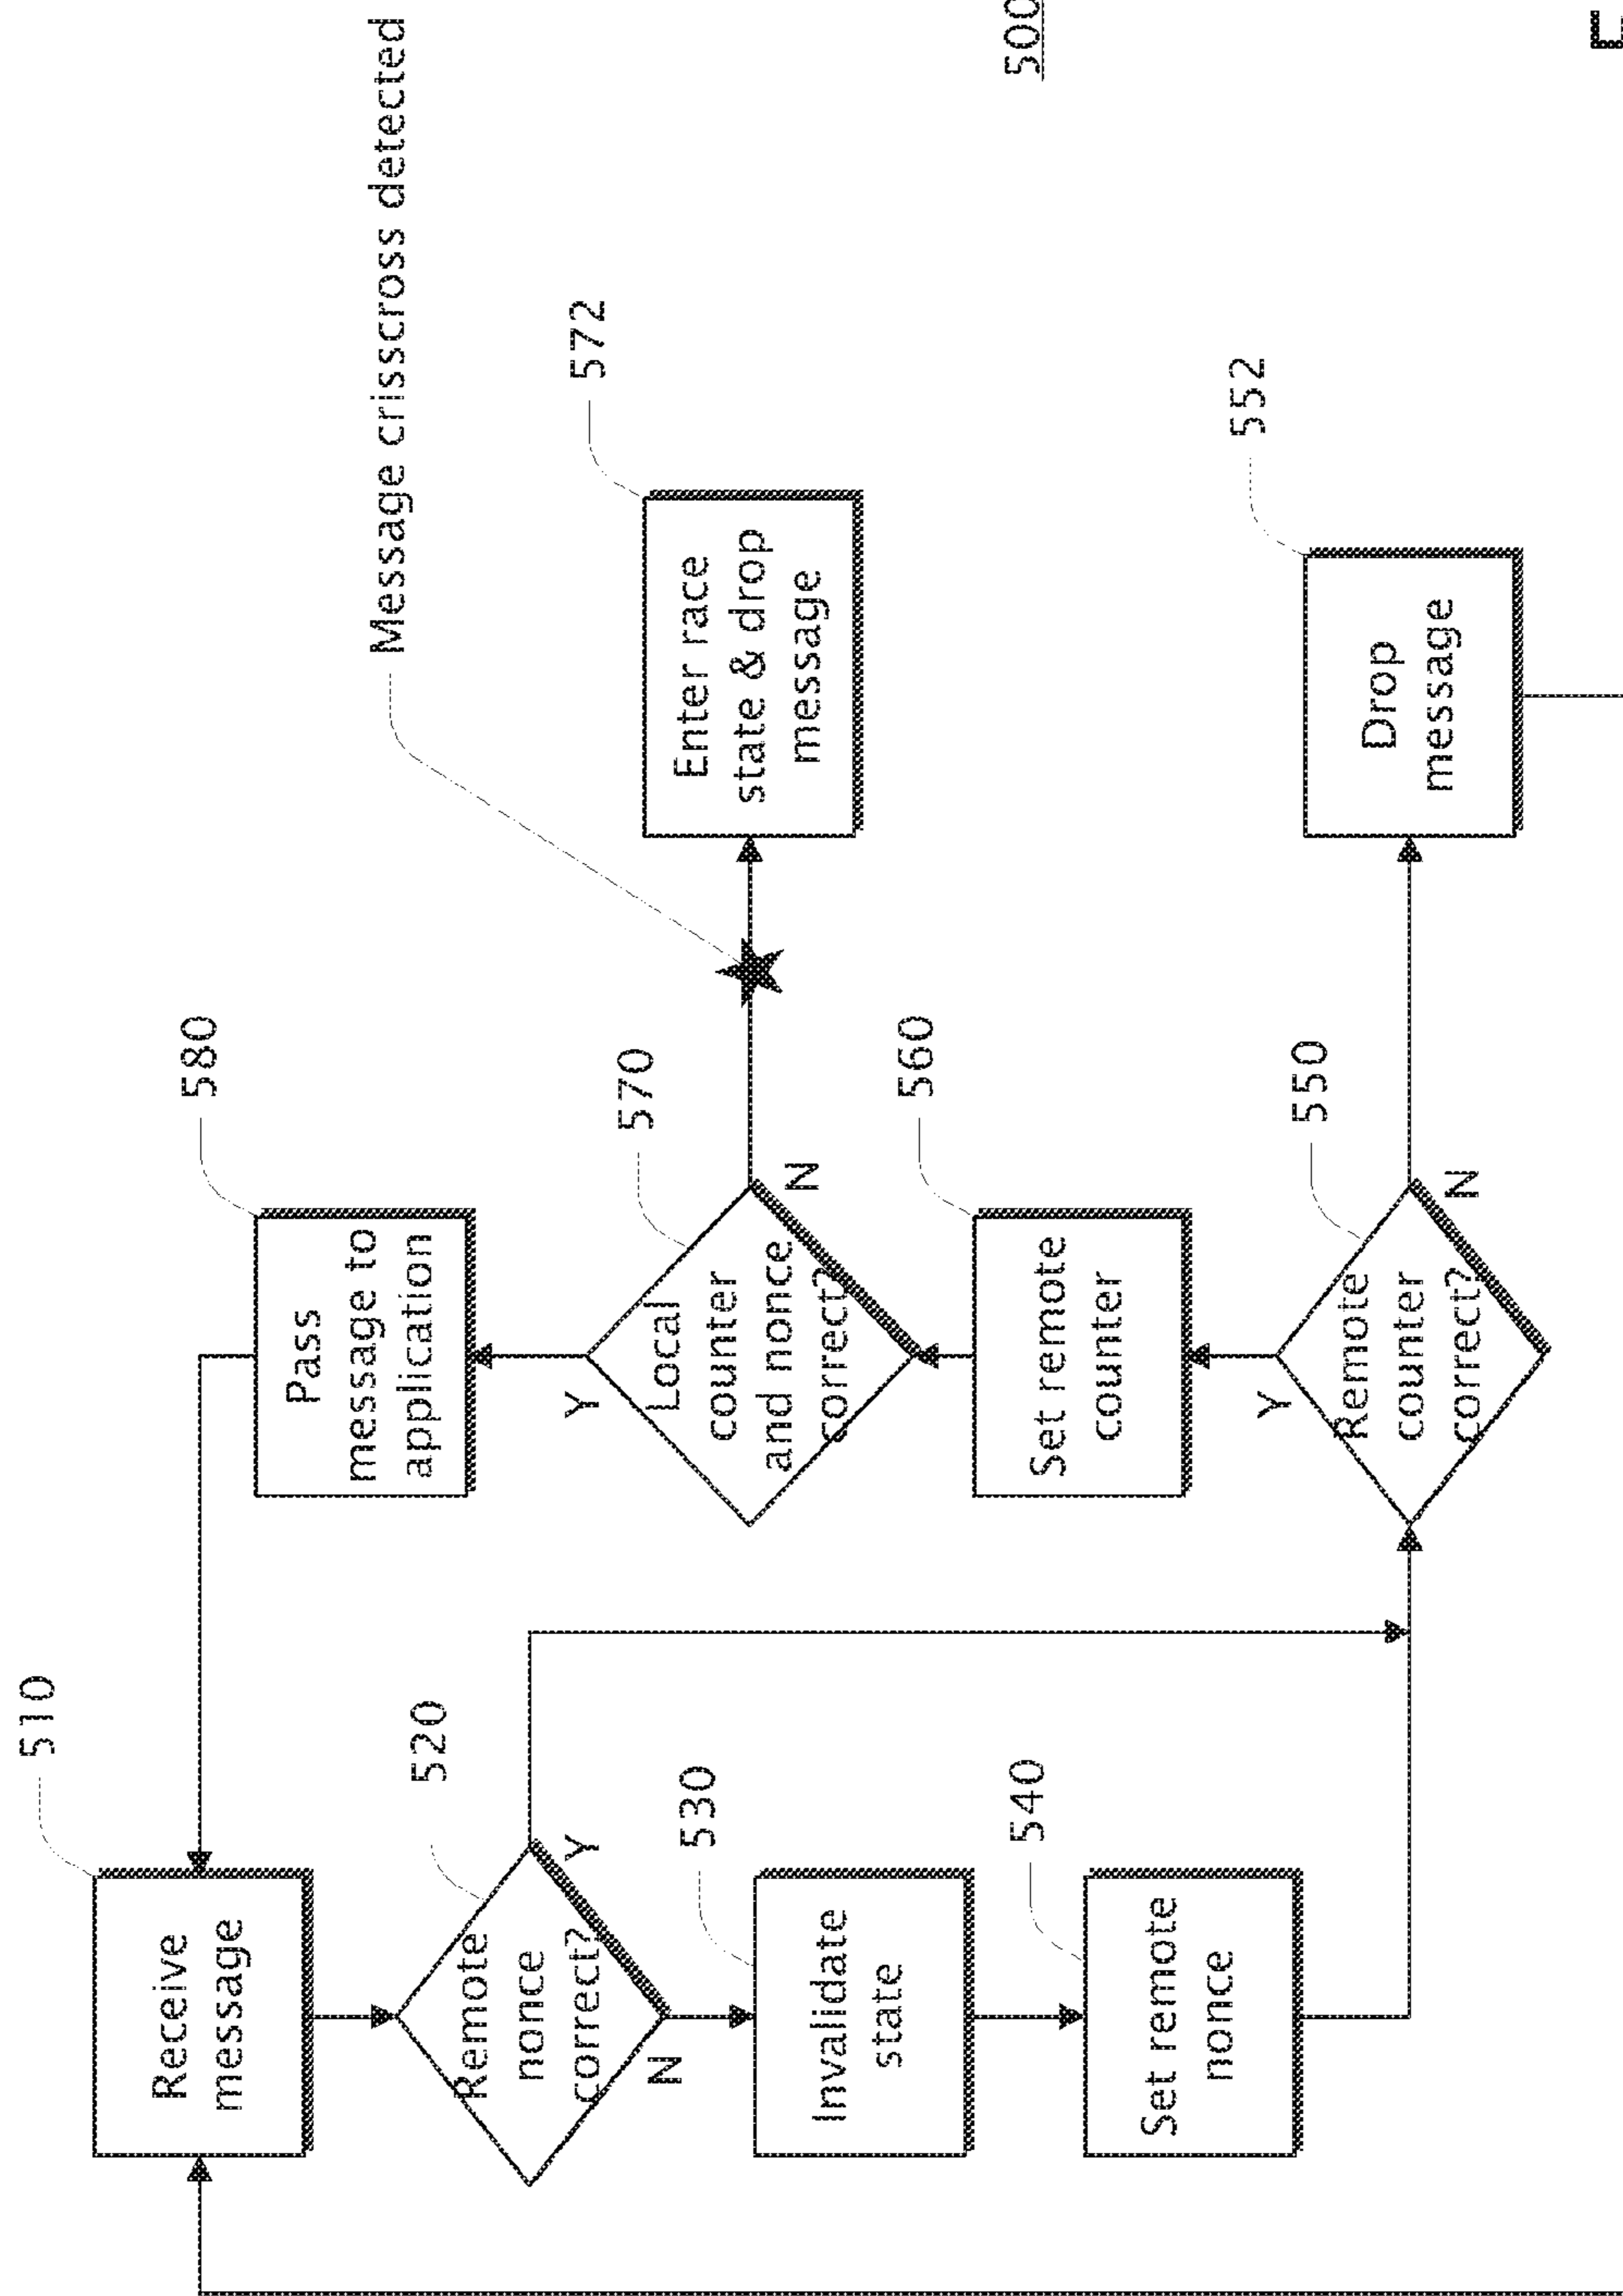 510
Receive
message
520
Remote
nonce
correct?
Y
N
530
Invalidate
state
540
Set remote
nonce
580
Pass
message to
application
Y
570
Local
counter
and nonce
correct?
N
560
Set remote
counter
Y
550
Remote
counter
correct?
N
Message crisscross detected
572
Enter race
state & drop
message
552
Drop
message
500